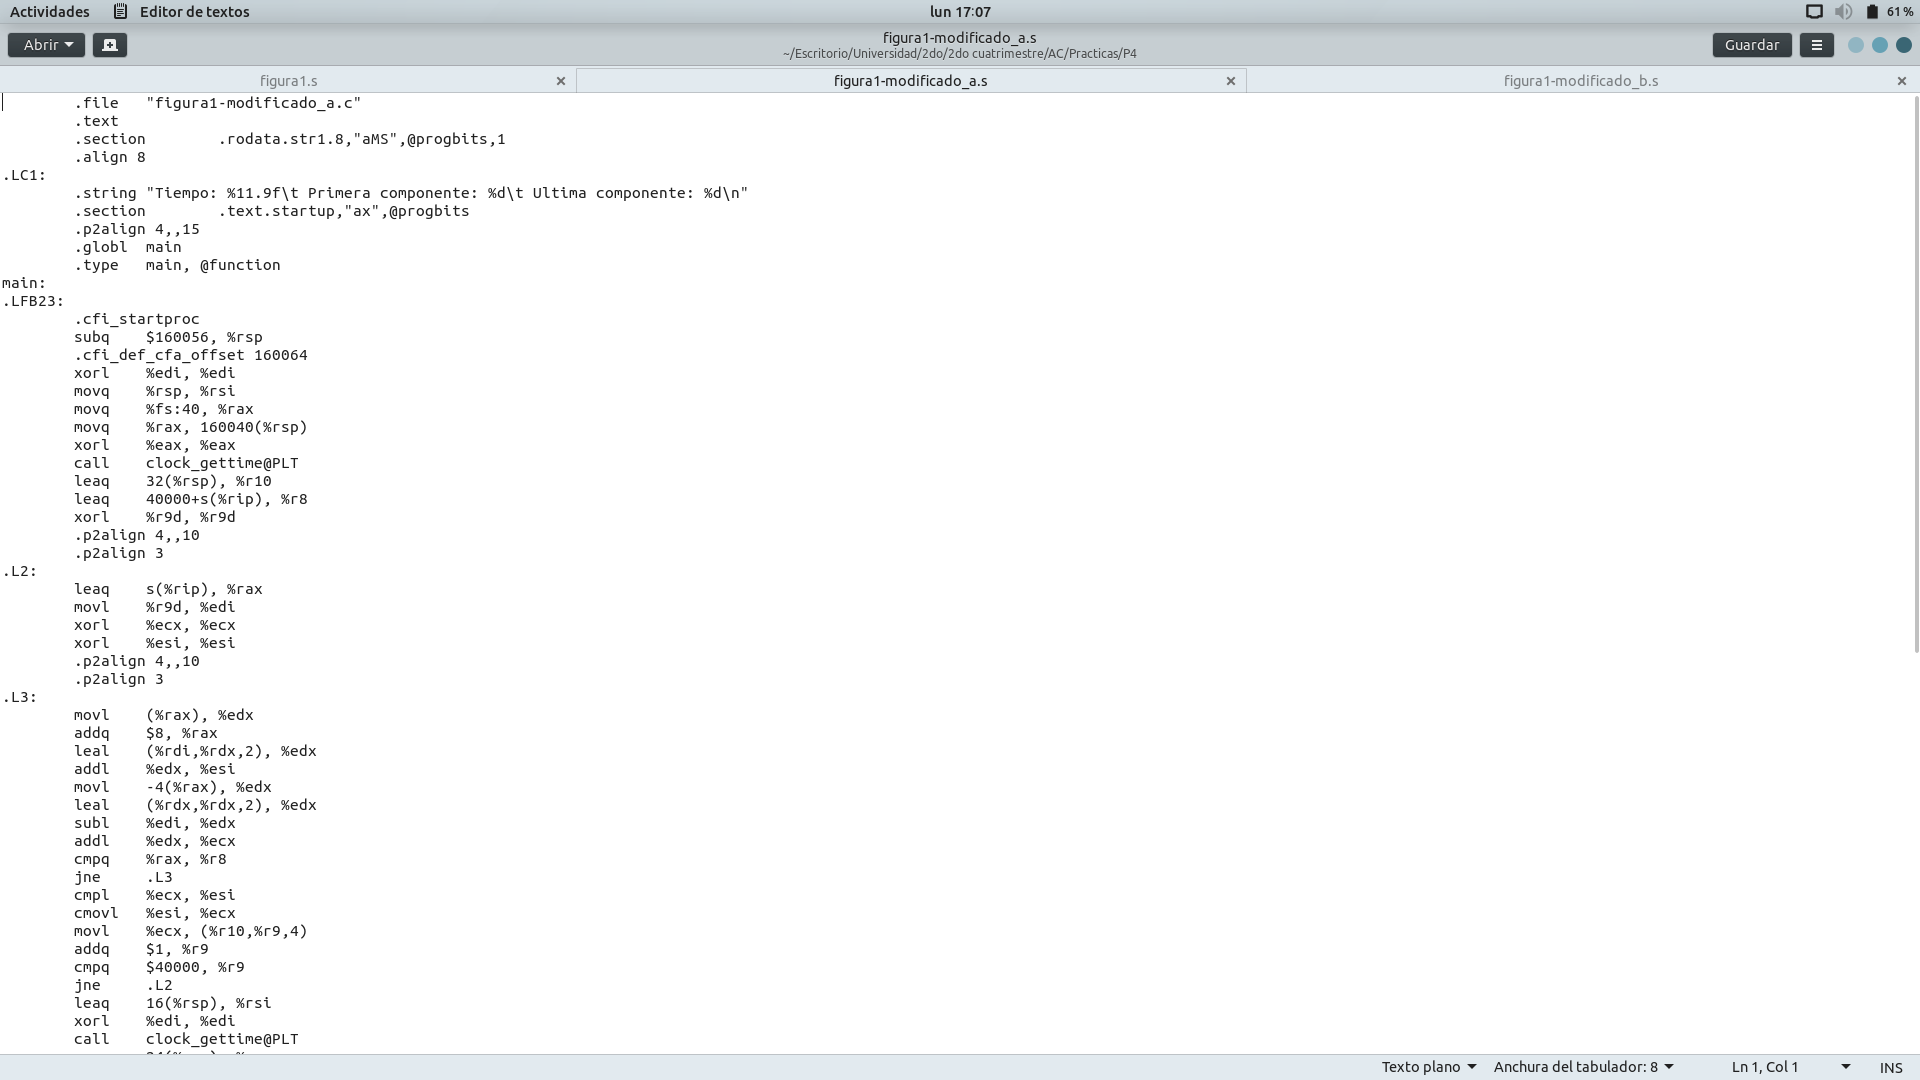 Actividades Editor de textos lun 17:07 61 %
Abrir figura1-modificado_a.s Guardar
~/Escritorio/Universidad/2do/2do cuatrimestre/AC/Practicas/P4
figura1.s × figura1-modificado_a.s × figura1-modificado_b.s ×
.file "figura1-modificado_a.c"
.text
.section .rodata.str1.8,"aMS",@progbits,1
.align 8
.LC1:
.string "Tiempo: %11.9f\t Primera componente: %d\t Ultima componente: %d\n"
.section .text.startup,"ax",@progbits
.p2align 4,,15
.globl main
.type main, @function
main:
.LFB23:
.cfi_startproc
subq $160056, %rsp
.cfi_def_cfa_offset 160064
xorl %edi, %edi
movq %rsp, %rsi
movq %fs:40, %rax
movq %rax, 160040(%rsp)
xorl %eax, %eax
call clock_gettime@PLT
leaq 32(%rsp), %r10
leaq 40000+s(%rip), %r8
xorl %r9d, %r9d
.p2align 4,,10
.p2align 3
.L2:
leaq s(%rip), %rax
movl %r9d, %edi
xorl %ecx, %ecx
xorl %esi, %esi
.p2align 4,,10
.p2align 3
.L3:
movl (%rax), %edx
addq $8, %rax
leal (%rdi,%rdx,2), %edx
addl %edx, %esi
movl -4(%rax), %edx
leal (%rdx,%rdx,2), %edx
subl %edi, %edx
addl %edx, %ecx
cmpq %rax, %r8
jne .L3
cmpl %ecx, %esi
cmovl %esi, %ecx
movl %ecx, (%r10,%r9,4)
addq $1, %r9
cmpq $40000, %r9
jne .L2
leaq 16(%rsp), %rsi
xorl %edi, %edi
call clock_gettime@PLT
Texto plano Anchura del tabulador: 8 Ln 1, Col 1 INS